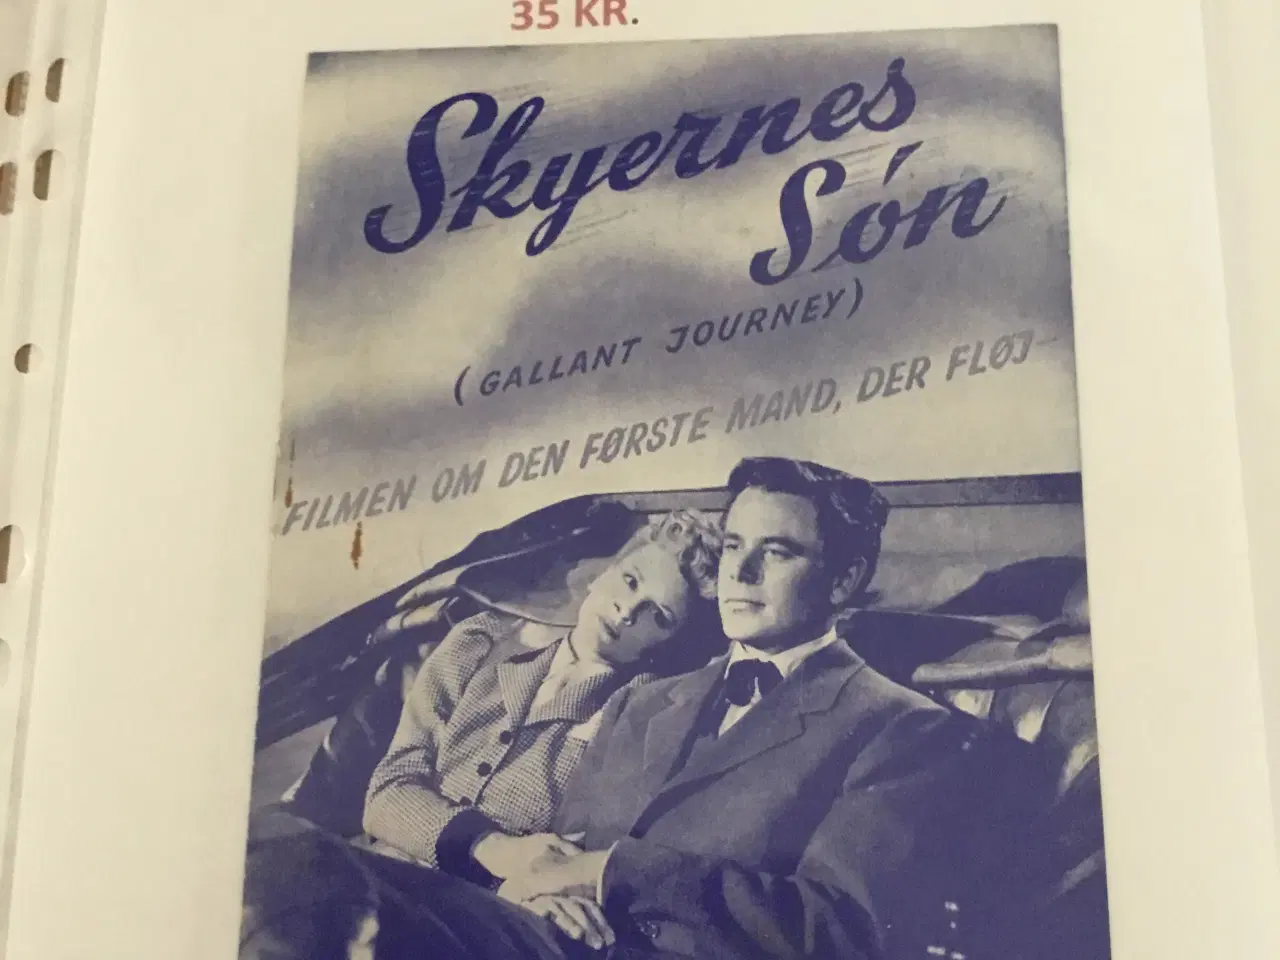 35 KR.
Skyernes
Søn
(GALLANT JOURNEY)
FILMEN OM DEN FØRSTE MAND, DER FLØJ